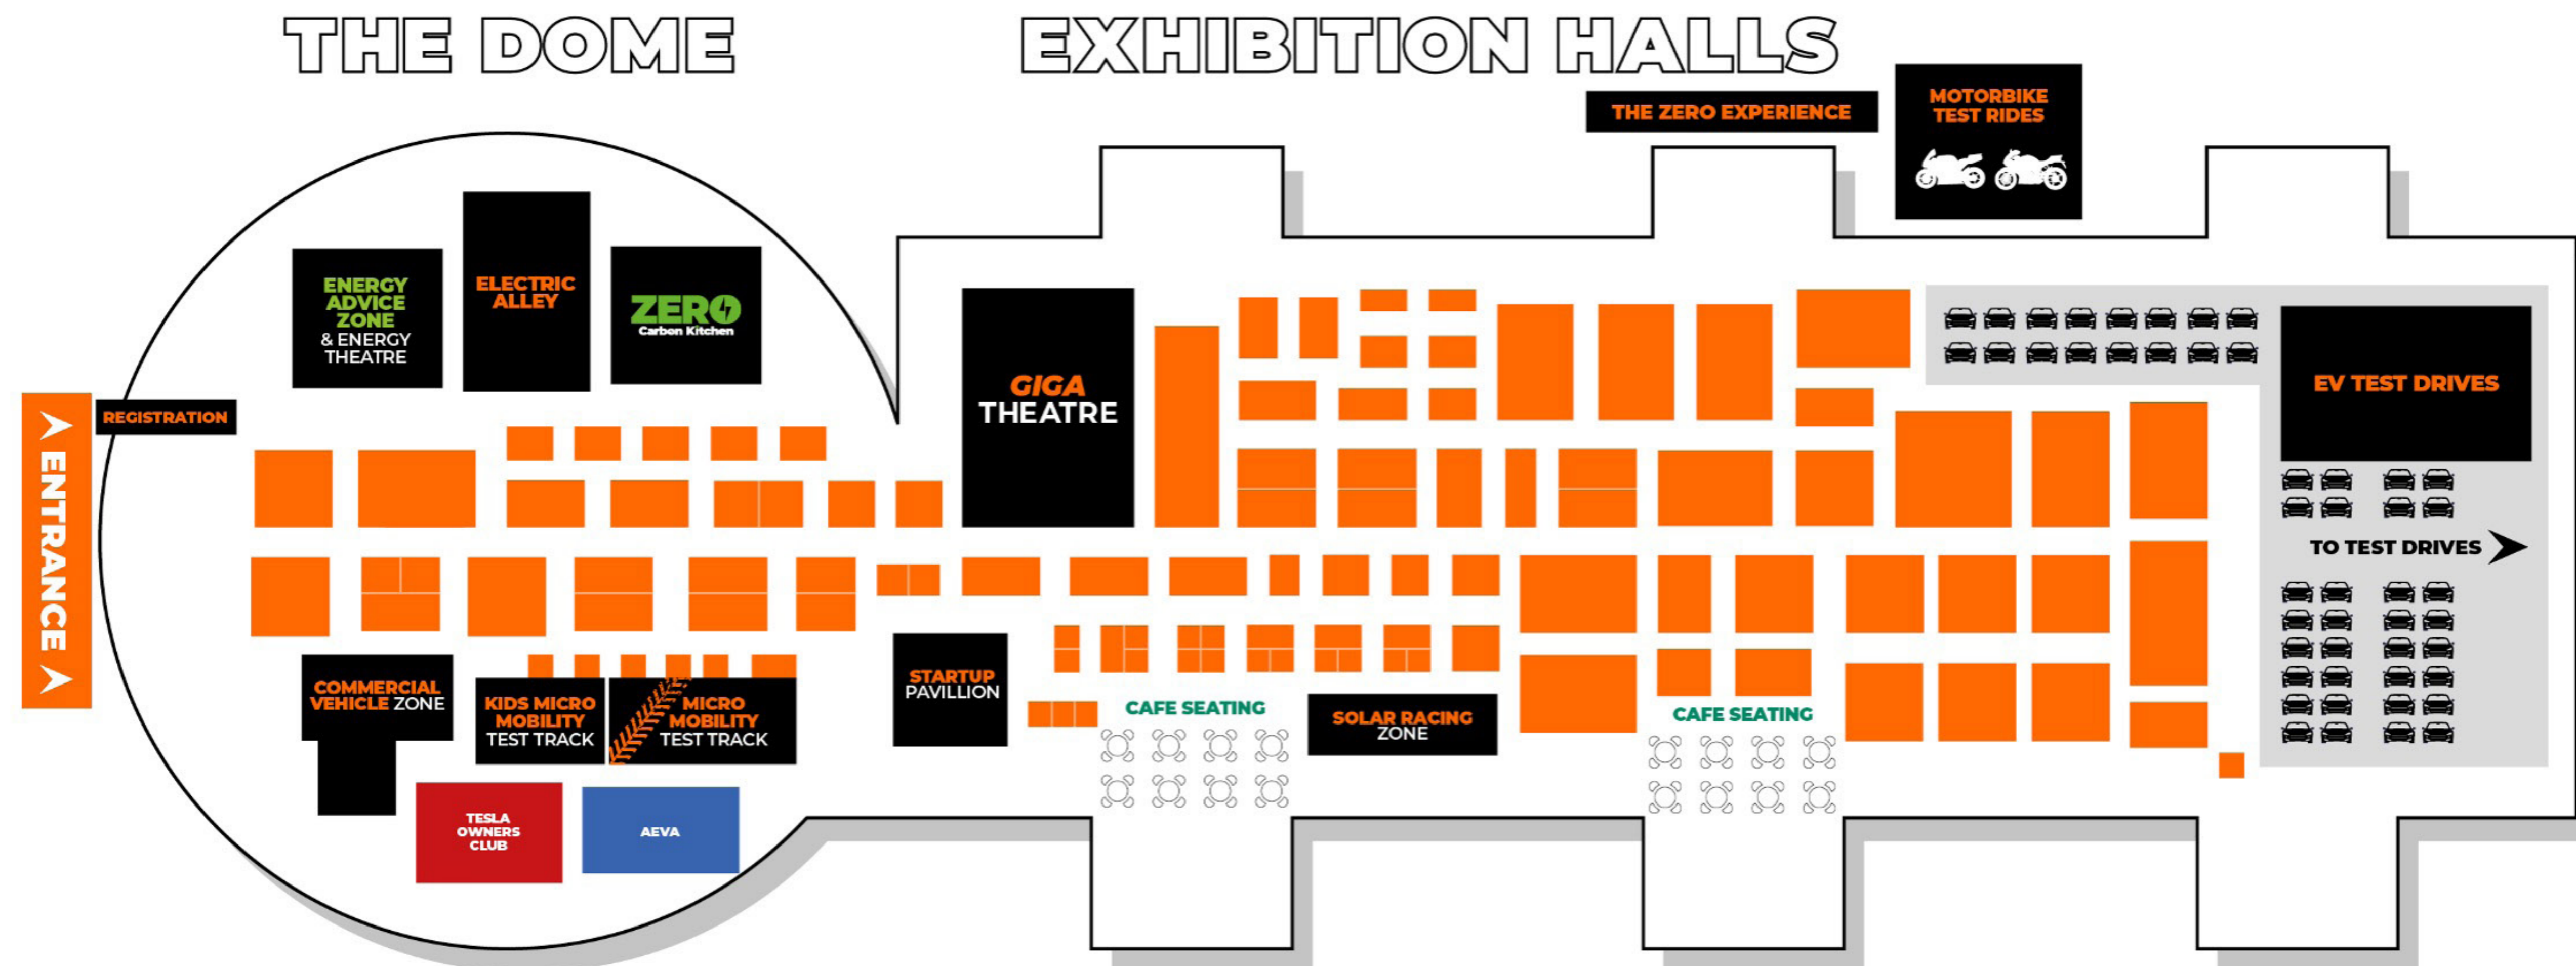 THE DOME
EXHIBITION HALLS
THE ZERO EXPERIENCE
MOTORBIKE
TEST RIDES
ENERGY
ADVICE
ZONE
& ENERGY
THEATRE
ELECTRIC
ALLEY
ZERO
Carbon Kitchen
GIGA
THEATRE
EV TEST DRIVES
REGISTRATION
ENTRANCE
TO TEST DRIVES
COMMERCIAL
VEHICLE ZONE
KIDS MICRO
MOBILITY
TEST TRACK
MICRO
MOBILITY
TEST TRACK
STARTUP
PAVILLION
CAFE SEATING
SOLAR RACING
ZONE
CAFE SEATING
TESLA
OWNERS
CLUB
AEVA